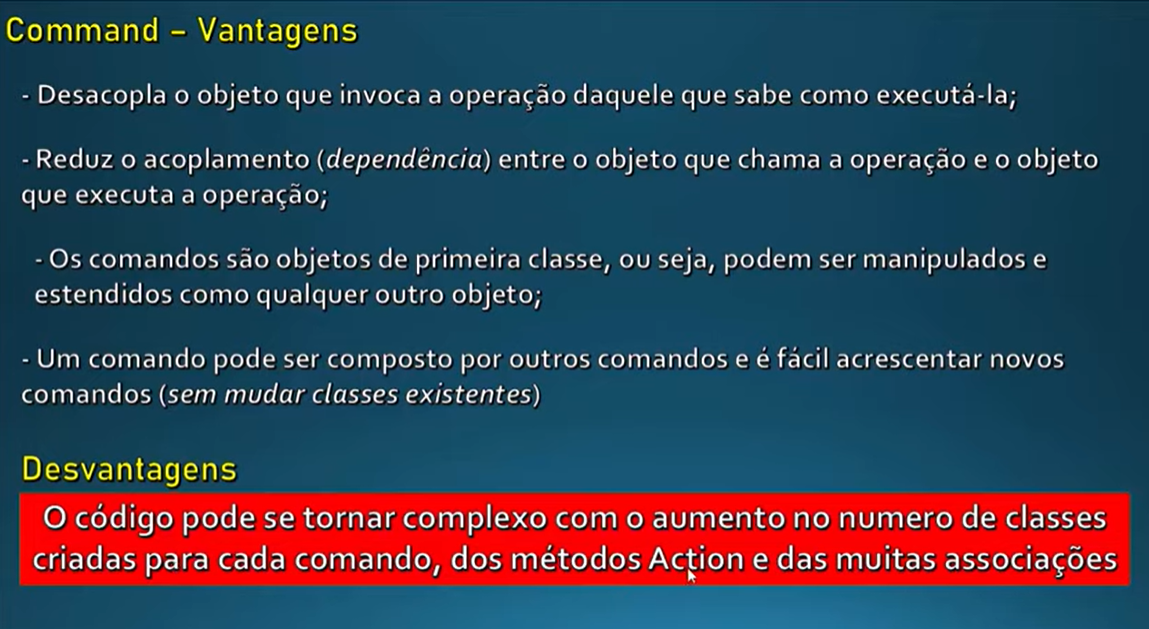 Command – Vantagens
- Desacopla o objeto que invoca a operação daquele que sabe como executá-la;
- Reduz o acoplamento (dependência) entre o objeto que chama a operação e o objeto
que executa a operação;
- Os comandos são objetos de primeira classe, ou seja, podem ser manipulados e
estendidos como qualquer outro objeto;
- Um comando pode ser composto por outros comandos e é fácil acrescentar novos
comandos (sem mudar classes existentes)
Desvantagens
O código pode se tornar complexo com o aumento no numero de classes
criadas para cada comando, dos métodos Action e das muitas associações